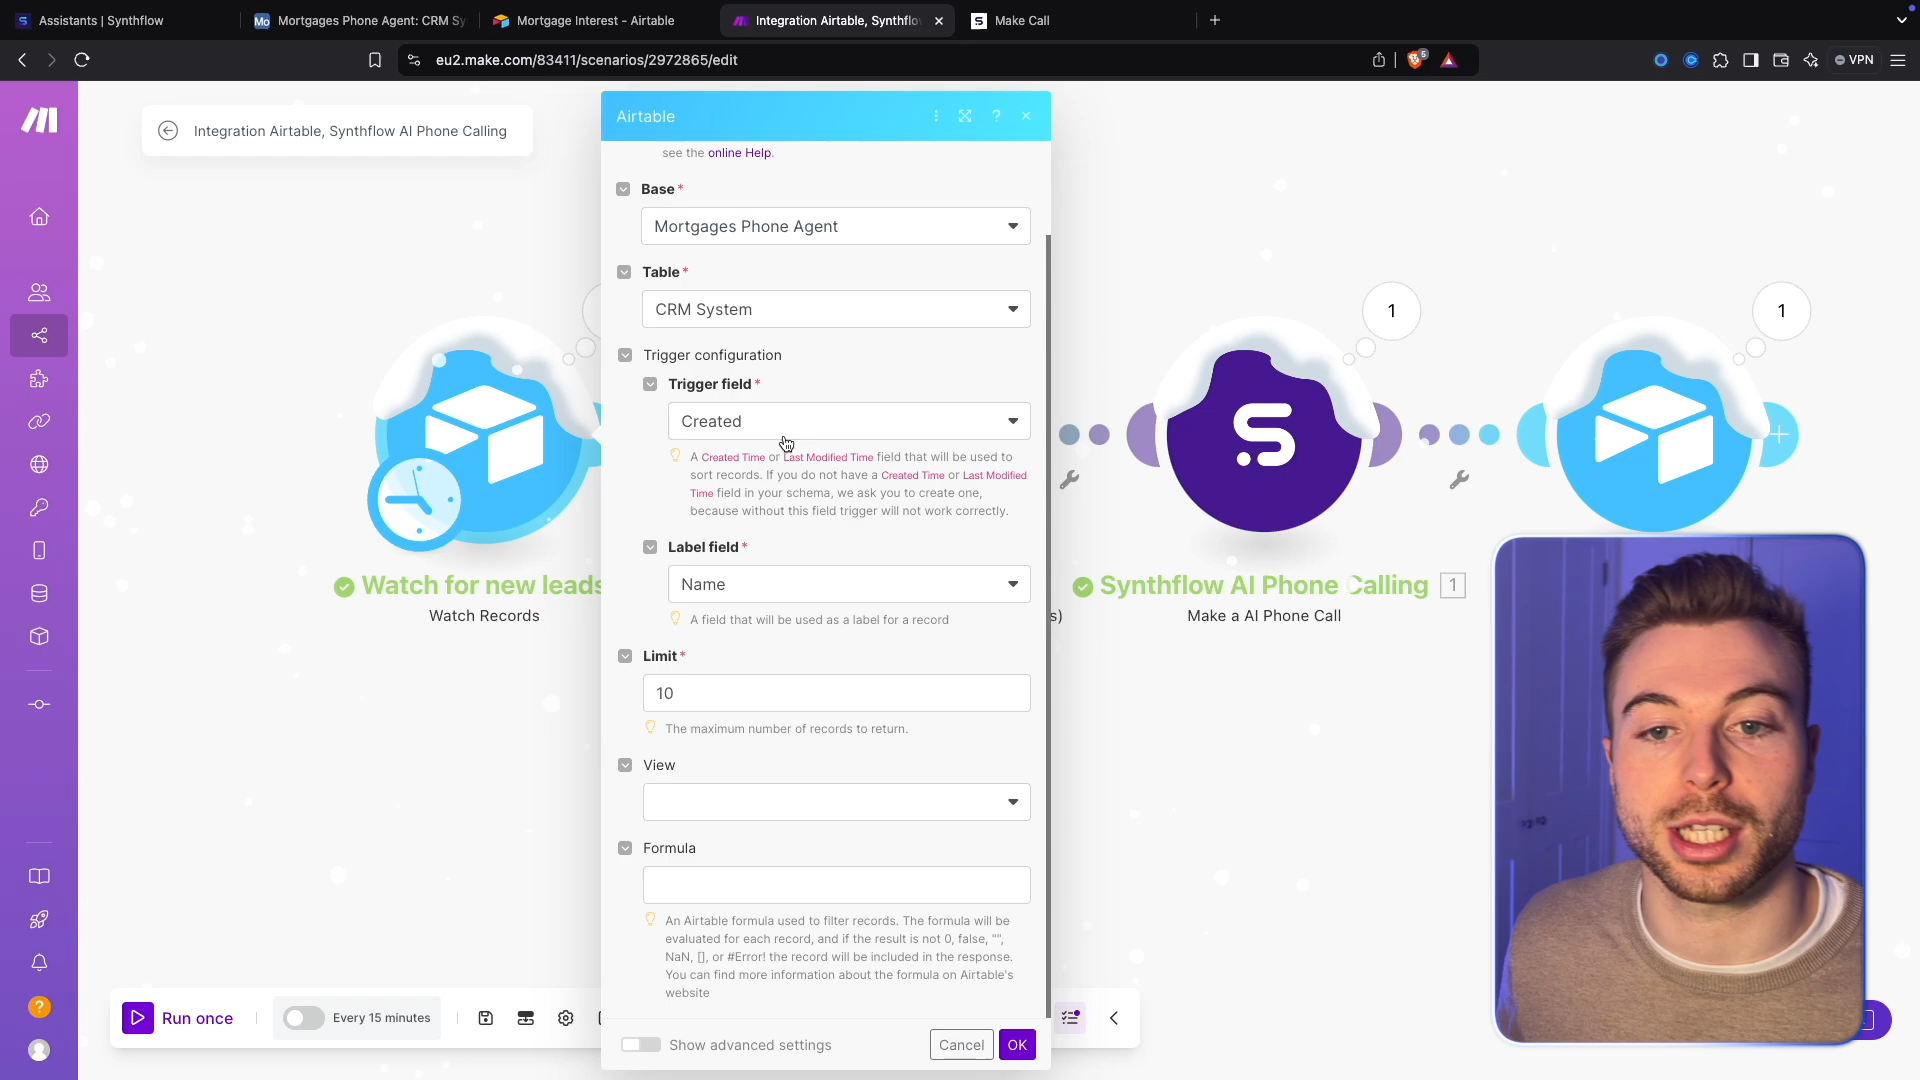 Assistants | Synthflow
Mo
Mortgages Phone Agent: CRM Sy
Mortgage Interest - Airtable
Integration Airtable, Synthflo
Make Call
eu2.make.com/83411/scenarios/2972865/edit
5
VPN
Integration Airtable, Synthflow AI Phone Calling
Airtable
see the online Help.
Base*
Mortgages Phone Agent
Table*
CRM System
Trigger configuration
Trigger field*
Created
A Created Time or Last Modified Time field that will be used to
sort records. If you do not have a Created Time or Last Modified
Time field in your schema, we ask you to create one,
because without this field trigger will not work correctly.
Label field*
Name
A field that will be used as a label for a record
Limit*
10
The maximum number of records to return.
View
Formula
An Airtable formula used to filter records. The formula will be
evaluated for each record, and if the result is not 0, false, "",
NaN, [], or #Error! the record will be included in the response.
You can find more information about the formula on Airtable's
website
Show advanced settings
Cancel
OK
Watch for new leads
Watch Records
s)
1
S
Synthflow AI Phone Calling
1
Make a AI Phone Call
1
Run once
Every 15 minutes
?